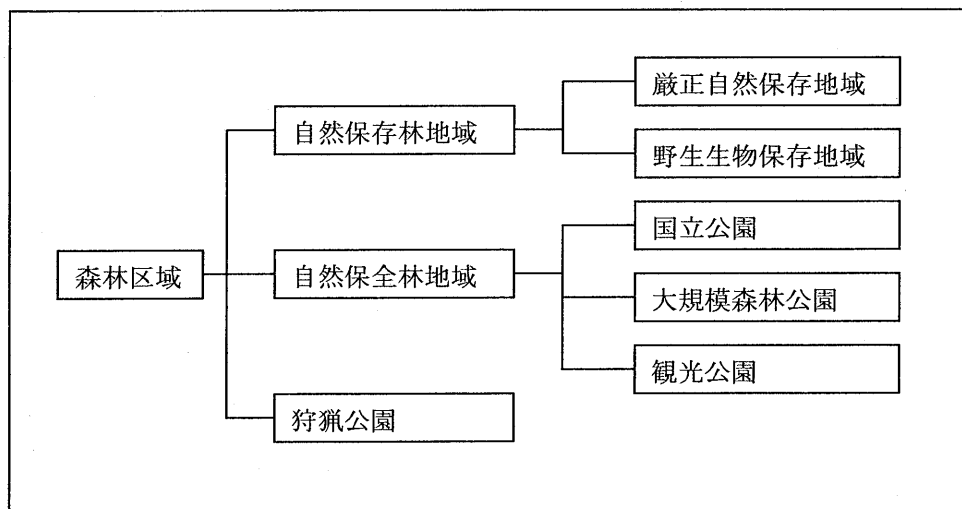 厳正自然保存地域
自然保存林地域
野生生物保存地域
国立公園
森林区域
自然保全林地域
大規模森林公園
観光公園
狩猟公園